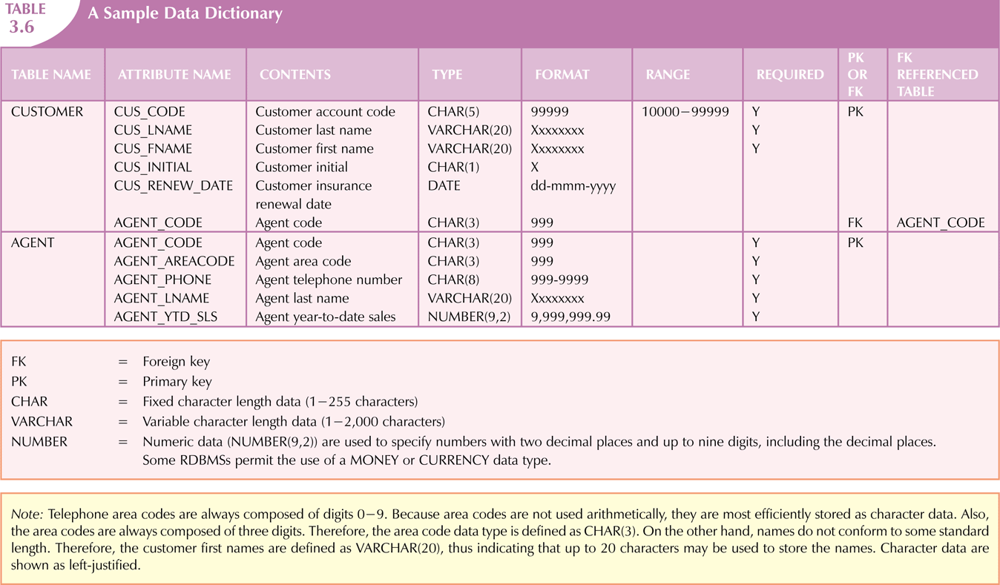 TABLE 3.6
A Sample Data Dictionary
TABLE NAME ATTRIBUTE NAME CONTENTS TYPE FORMAT RANGE REQUIRED PK OR FK FK REFERENCED TABLE
CUSTOMER CUS_CODE Customer account code CHAR(5) 99999 10000−99999 Y PK
CUS_LNAME Customer last name VARCHAR(20) Xxxxxxxx Y
CUS_FNAME Customer first name VARCHAR(20) Xxxxxxxx Y
CUS_INITIAL Customer initial CHAR(1) X
CUS_RENEW_DATE Customer insurance renewal date DATE dd-mmm-yyyy
AGENT_CODE Agent code CHAR(3) 999 FK AGENT_CODE
AGENT AGENT_CODE Agent code CHAR(3) 999 Y PK
AGENT_AREACODE Agent area code CHAR(3) 999 Y
AGENT_PHONE Agent telephone number CHAR(8) 999-9999 Y
AGENT_LNAME Agent last name VARCHAR(20) Xxxxxxxx Y
AGENT_YTD_SLS Agent year-to-date sales NUMBER(9,2) 9,999,999.99 Y
FK = Foreign key
PK = Primary key
CHAR = Fixed character length data (1−255 characters)
VARCHAR = Variable character length data (1−2,000 characters)
NUMBER = Numeric data (NUMBER(9,2)) are used to specify numbers with two decimal places and up to nine digits, including the decimal places.
Some RDBMSs permit the use of a MONEY or CURRENCY data type.
Note: Telephone area codes are always composed of digits 0−9. Because area codes are not used arithmetically, they are most efficiently stored as character data. Also,
the area codes are always composed of three digits. Therefore, the area code data type is defined as CHAR(3). On the other hand, names do not conform to some standard
length. Therefore, the customer first names are defined as VARCHAR(20), thus indicating that up to 20 characters may be used to store the names. Character data are
shown as left-justified.